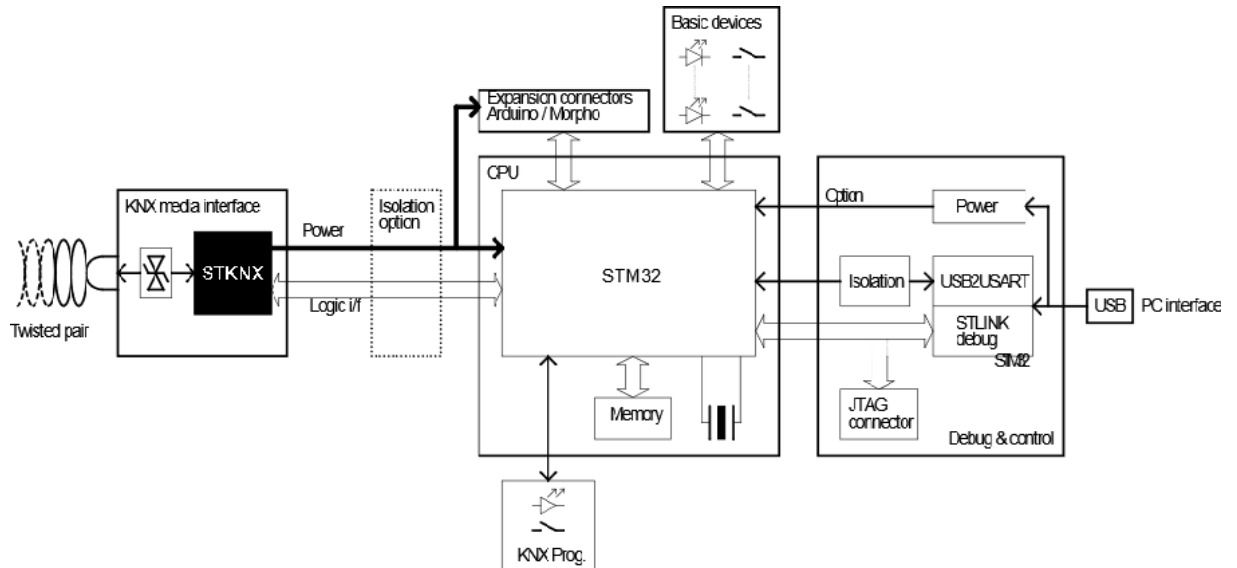 Basic devices
Expansion connectors
Arduino / Morpho
CPU
KNX media interface
Isolation
option
Option
Power
Power
STKNX
STM32
Isolation
USB2USART
USB
PC interface
Logic i/f
Twisted pair
STLINK
debug
STM32
Memory
JTAG
connector
Debug & control
KNX Prog.